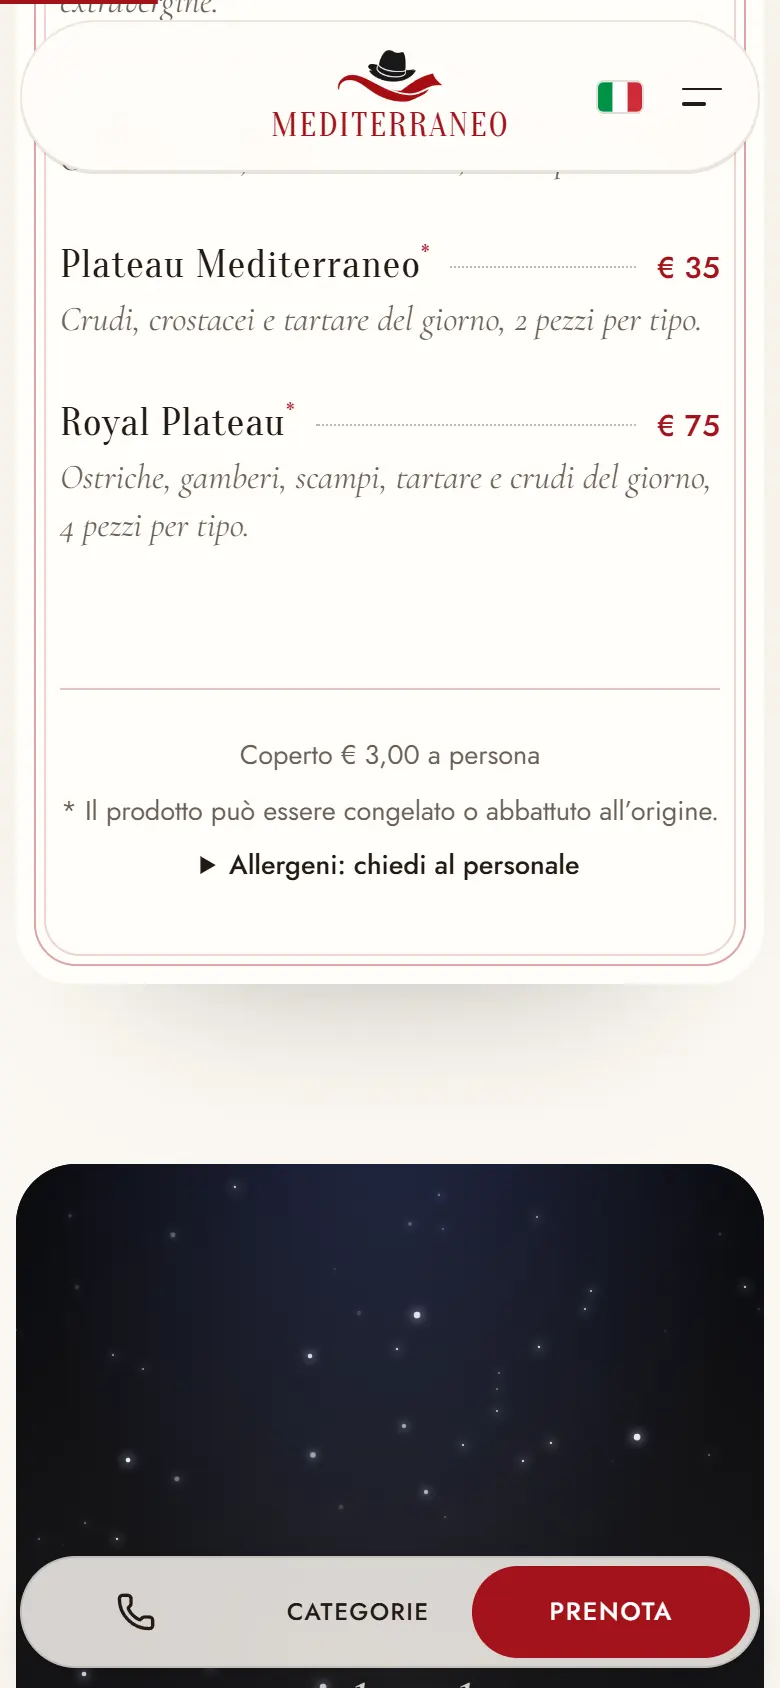 extravergine.
MEDITERRANEO
Plateau Mediterraneo* € 35
Crudi, crostacei e tartare del giorno, 2 pezzi per tipo.
Royal Plateau* € 75
Ostriche, gamberi, scampi, tartare e crudi del giorno,
4 pezzi per tipo.
Coperto € 3,00 a persona
* Il prodotto può essere congelato o abbattuto all’origine.
▶ Allergeni: chiedi al personale
CATEGORIE PRENOTA